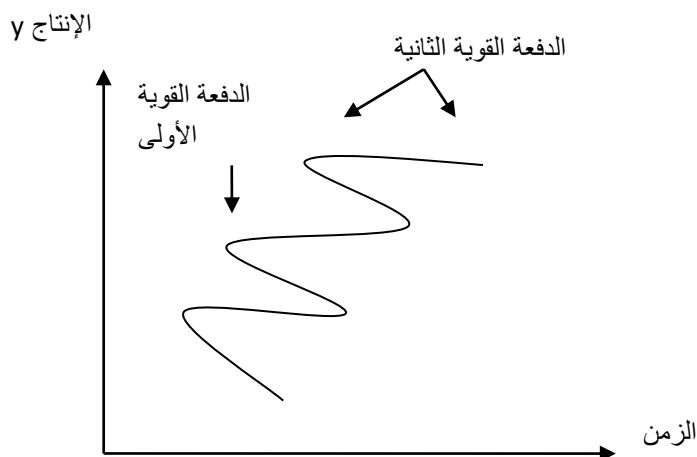 الإنتاج y
الدفعة القوية الثانية
الدفعة القوية
الأولى
الزمن